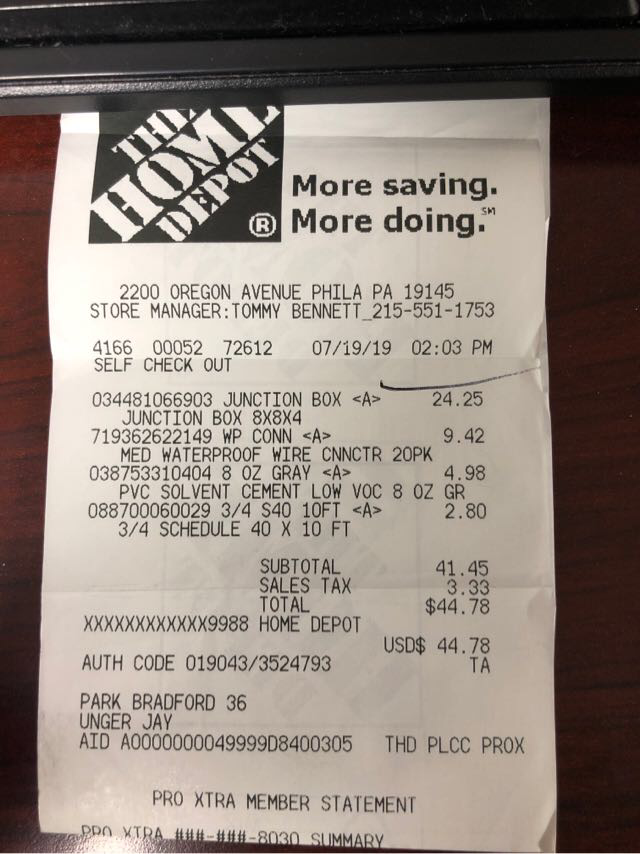 THE
HOME
DEPOT
®
More saving.
More doing.℠
2200 OREGON AVENUE PHILA PA 19145
STORE MANAGER:TOMMY BENNETT_215-551-1753
4166 00052 72612 07/19/19 02:03 PM
SELF CHECK OUT
034481066903 JUNCTION BOX <A> 24.25
JUNCTION BOX 8X8X4
719362622149 WP CONN <A> 9.42
MED WATERPROOF WIRE CNNCTR 20PK
038753310404 8 OZ GRAY <A> 4.98
PVC SOLVENT CEMENT LOW VOC 8 OZ GR
088700060029 3/4 S40 10FT <A> 2.80
3/4 SCHEDULE 40 X 10 FT
SUBTOTAL 41.45
SALES TAX 3.33
TOTAL $44.78
XXXXXXXXXXXX9988 HOME DEPOT
USD$ 44.78
AUTH CODE 019043/3524793 TA
PARK BRADFORD 36
UNGER JAY
AID A0000000049999D8400305 THD PLCC PROX
PRO XTRA MEMBER STATEMENT
PRO XTRA ###-###-8030 SUMMARY